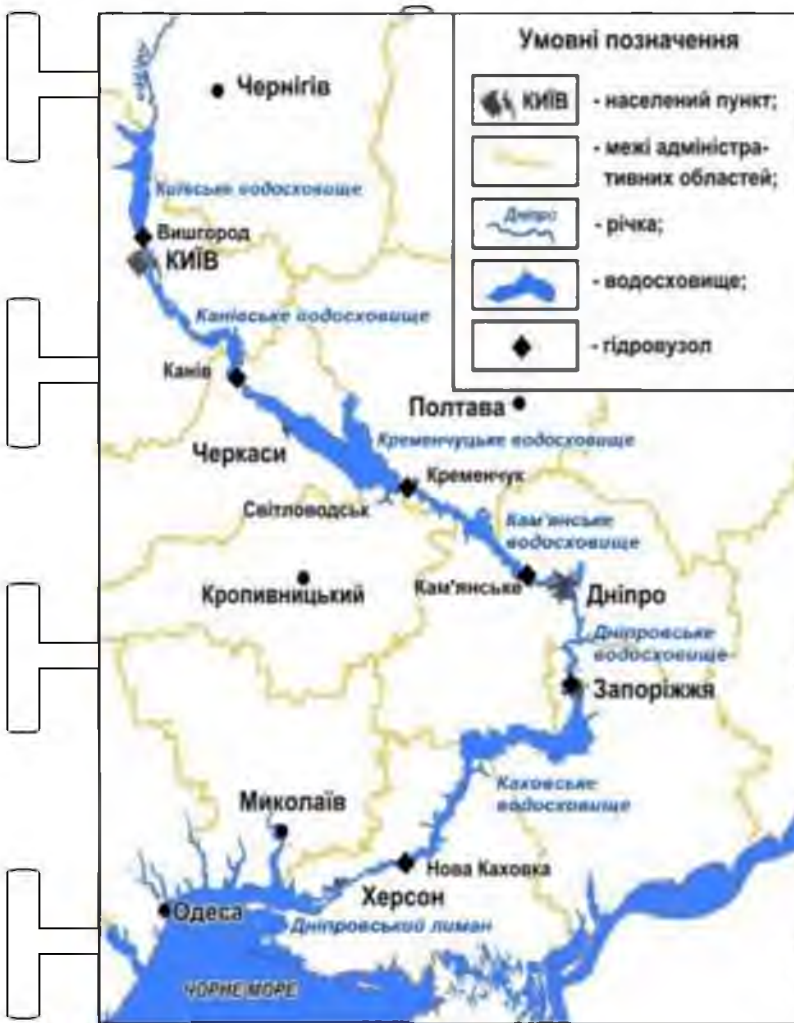 Умовні позначення
КИЇВ - населений пункт;
- межі адміністра-
тивних областей;
Дніпро - річка;
- водосховище;
- гідровузол
Чернігів
Київське водосховище
Вишгород
КИЇВ
Канівське водосховище
Канів
Полтава
Черкаси
Кременчуцьке водосховище
Кременчук
Світловодськ
Кам'янське
водосховище
Кропивницький
Кам'янське
Дніпро
Дніпровське
водосховище
Запоріжжя
Каховське
водосховище
Миколаїв
Нова Каховка
Херсон
Одеса
Дніпровський лиман
ЧОРНЕ МОРЕ